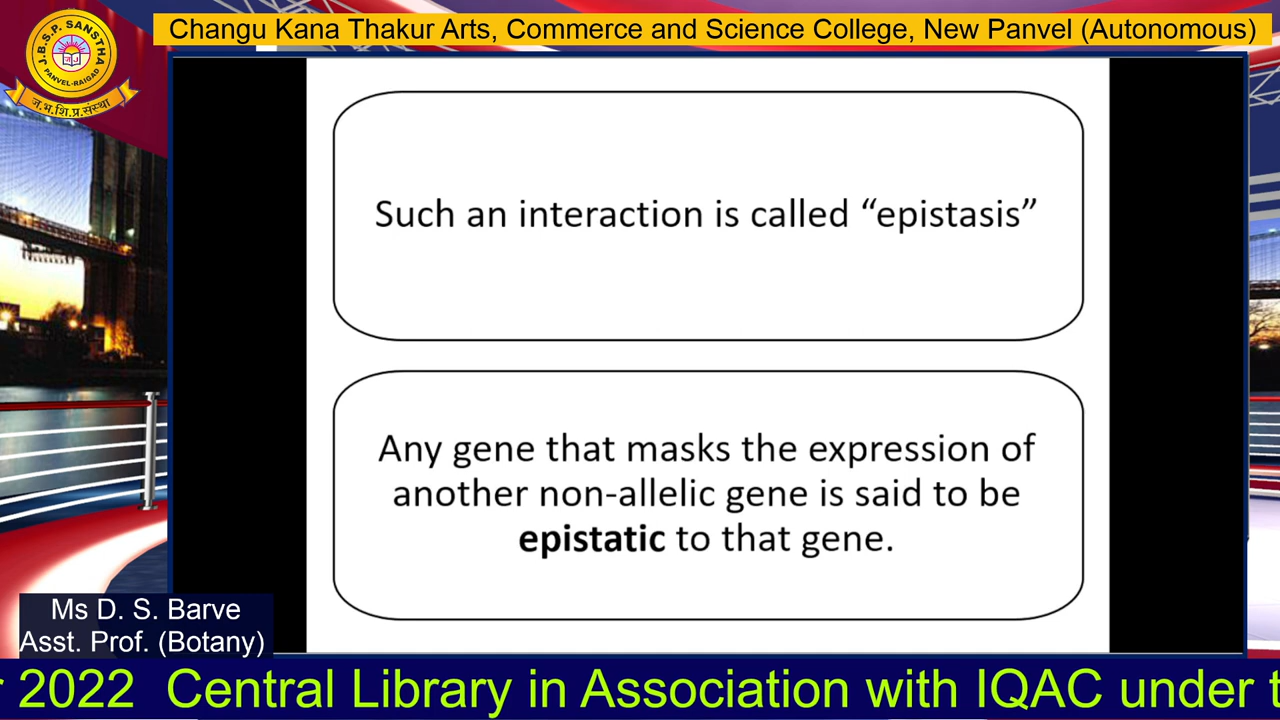 Changu Kana Thakur Arts, Commerce and Science College, New Panvel (Autonomous)
J.B.S.P. SANSTHA
PANVEL-RAIGAD
ज.भ.शि.प्र.संस्था
Such an interaction is called “epistasis”
Any gene that masks the expression of
another non-allelic gene is said to be
epistatic to that gene.
Ms D. S. Barve
Asst. Prof. (Botany)
2022 Central Library in Association with IQAC under